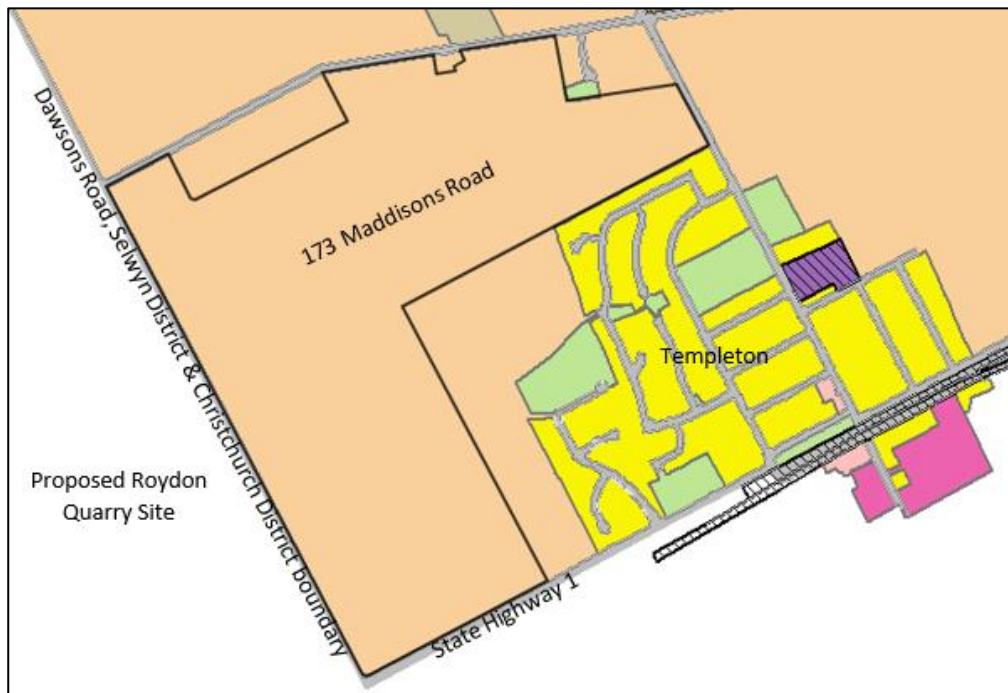 173 Maddisons Road
Dawsons Road, Selwyn District & Christchurch District boundary
Templeton
Proposed Roydon
Quarry Site
State Highway 1